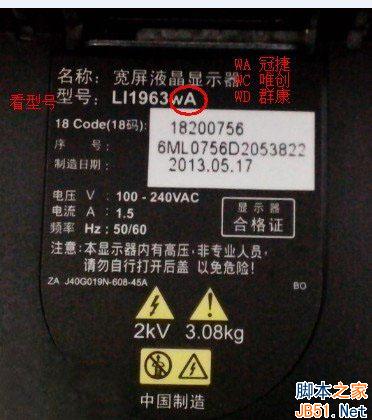 名称：宽屏液晶显示器
WA 冠捷
WC 唯创
WD 群康
看型号
型号：LI1963wA
18 Code(18码)：
18200756
序 号：
6ML0756D2053822
制造日期：
2013.05.17
电压 V：100 - 240VAC
电流 A：1.5
频率 Hz：50/60
显示器
合格证
注意：本显示器内有高压，非专业人员，
请勿自行打开后盖 以免危险！
ZA J40G019N-608-45A
BO
2kV 3.08kg
中国制造
脚本之家
JB51.Net